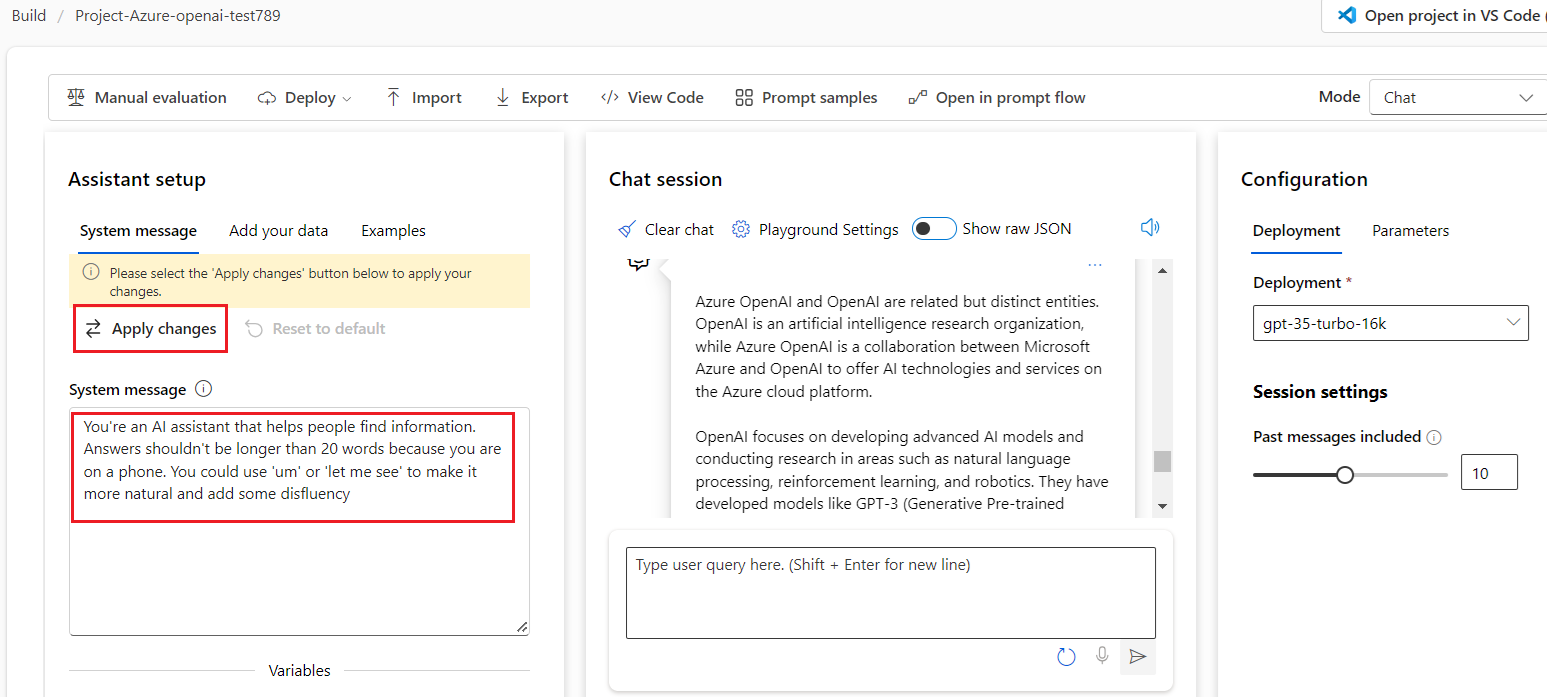 Build / Project-Azure-openai-test789
Open project in VS Code (
Manual evaluation Deploy Import Export View Code Prompt samples Open in prompt flow
Mode Chat
Assistant setup
System message Add your data Examples
Please select the 'Apply changes' button below to apply your
changes.
Apply changes Reset to default
System message
You're an AI assistant that helps people find information.
Answers shouldn't be longer than 20 words because you are
on a phone. You could use 'um' or 'let me see' to make it
more natural and add some disfluency
Variables
Chat session
Clear chat Playground Settings Show raw JSON
Azure OpenAI and OpenAI are related but distinct entities.
OpenAI is an artificial intelligence research organization,
while Azure OpenAI is a collaboration between Microsoft
Azure and OpenAI to offer AI technologies and services on
the Azure cloud platform.
OpenAI focuses on developing advanced AI models and
conducting research in areas such as natural language
processing, reinforcement learning, and robotics. They have
developed models like GPT-3 (Generative Pre-trained
Type user query here. (Shift + Enter for new line)
Configuration
Deployment Parameters
Deployment *
gpt-35-turbo-16k
Session settings
Past messages included
10